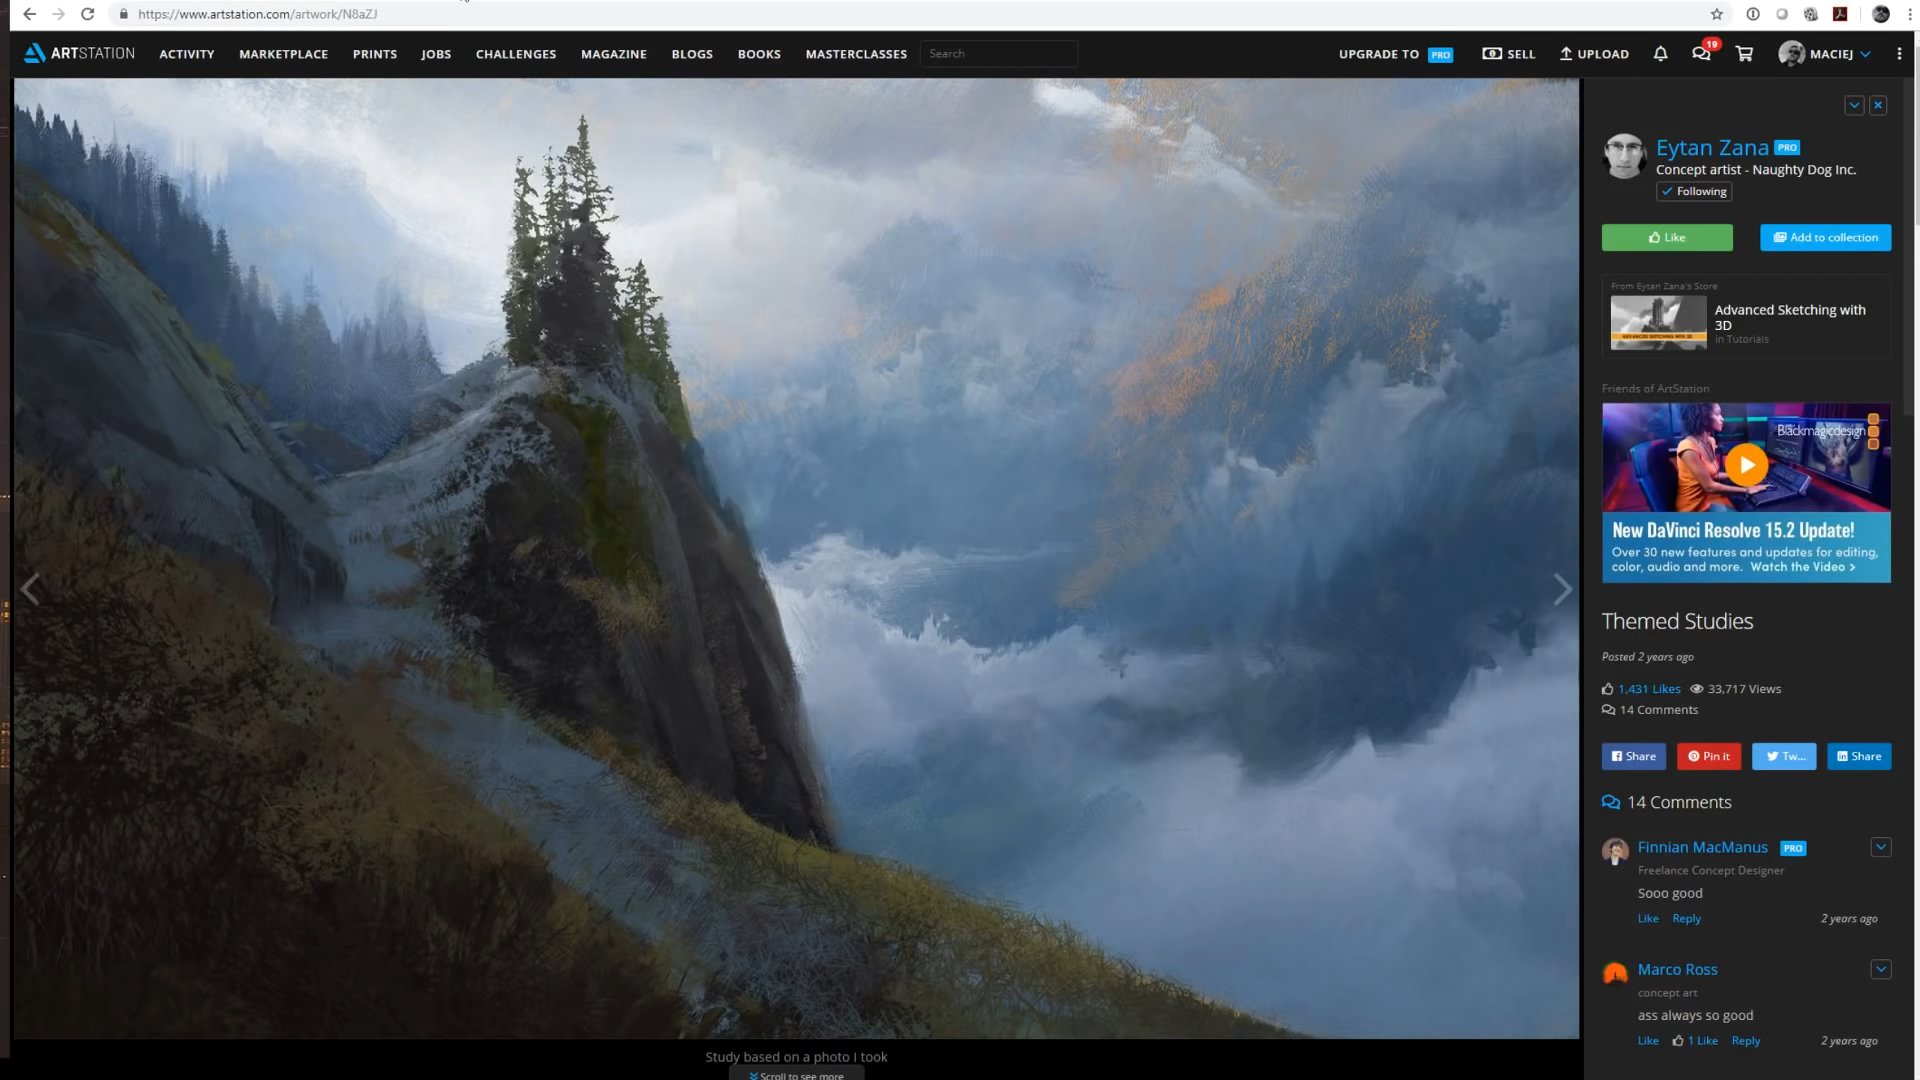 https://www.artstation.com/artwork/N8aZJ
ARTSTATION ACTIVITY MARKETPLACE PRINTS JOBS CHALLENGES MAGAZINE BLOGS BOOKS MASTERCLASSES Search UPGRADE TO PRO SELL UPLOAD 19 MACIEJ
Eytan Zana PRO
Concept artist - Naughty Dog Inc.
Following
Like Add to collection
From Eytan Zana's Store
Advanced Sketching with
3D
in Tutorials
ADVANCED SKETCHING WITH 3D
Friends of ArtStation
Blackmagicdesign
New DaVinci Resolve 15.2 Update!
Over 30 new features and updates for editing,
color, audio and more. Watch the Video >
Themed Studies
Posted 2 years ago
1,431 Likes 33,717 Views
14 Comments
Share Pin it Tw... Share
14 Comments
Finnian MacManus PRO
Freelance Concept Designer
Sooo good
Like Reply 2 years ago
Marco Ross
concept art
ass always so good
Like 1 Like Reply 2 years ago
Study based on a photo I took
Scroll to see more